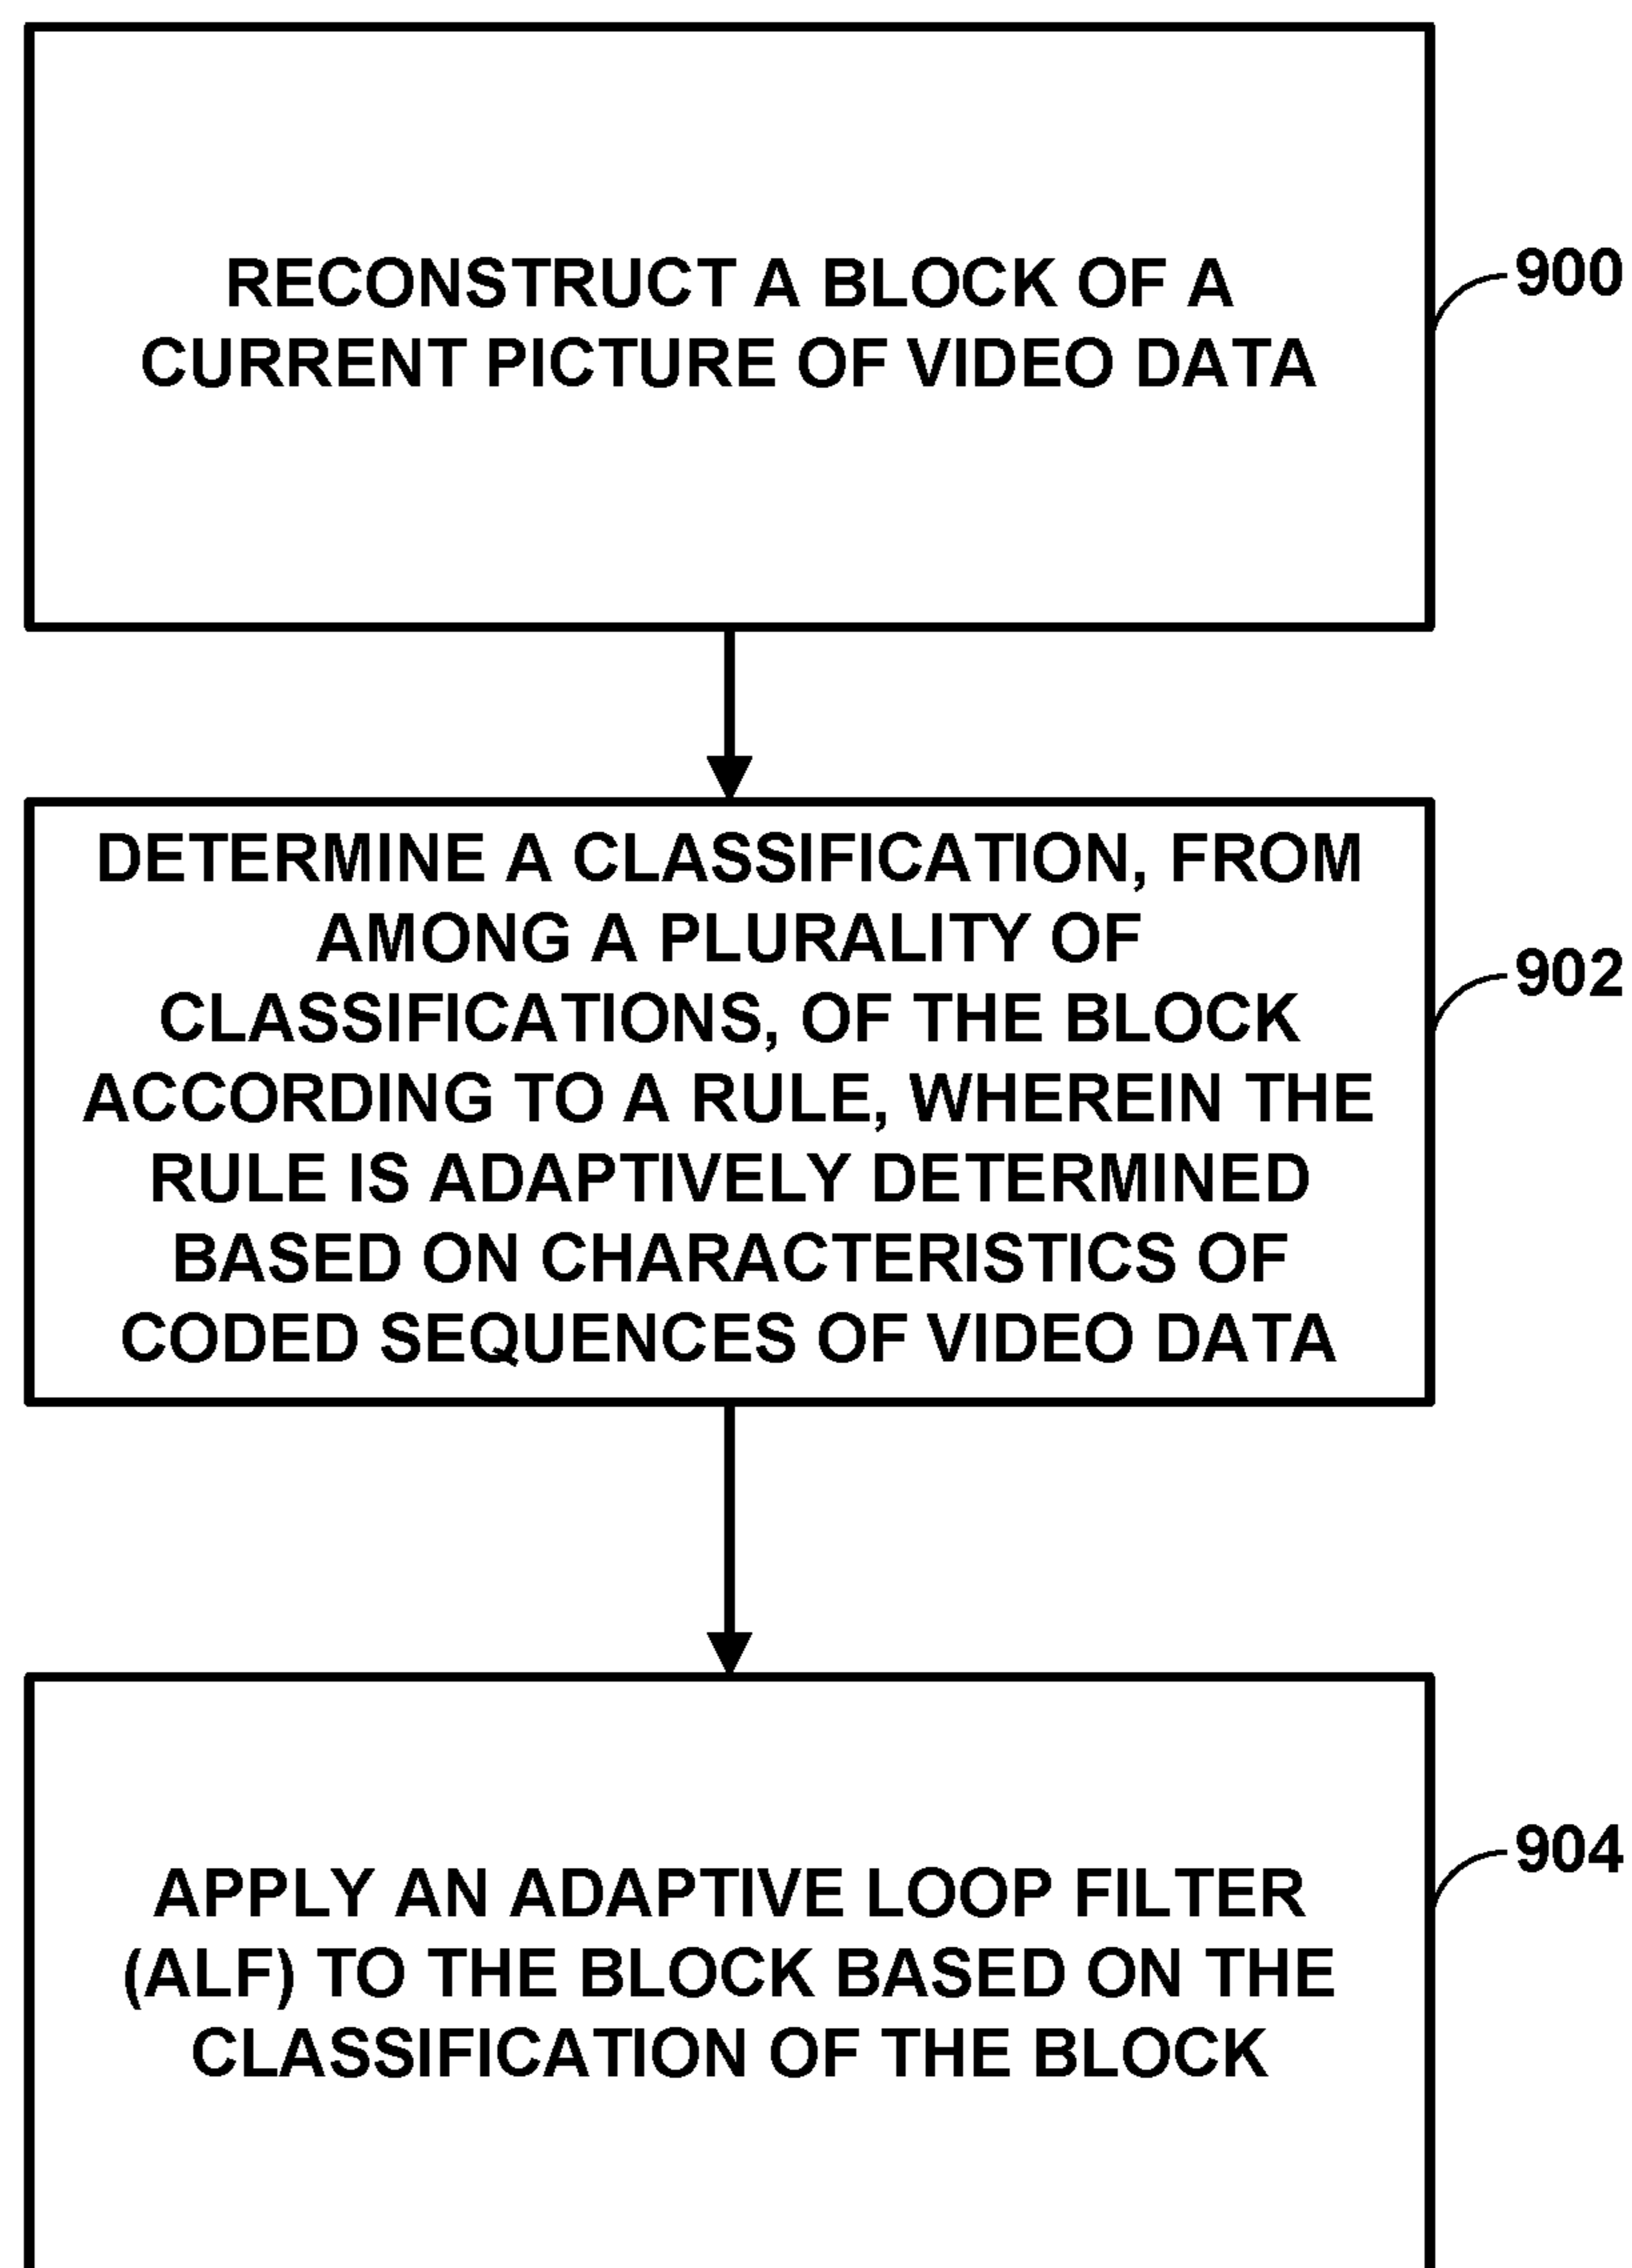 RECONSTRUCT A BLOCK OF A
CURRENT PICTURE OF VIDEO DATA
900
DETERMINE A CLASSIFICATION, FROM
AMONG A PLURALITY OF
CLASSIFICATIONS, OF THE BLOCK
ACCORDING TO A RULE, WHEREIN THE
RULE IS ADAPTIVELY DETERMINED
BASED ON CHARACTERISTICS OF
CODED SEQUENCES OF VIDEO DATA
902
APPLY AN ADAPTIVE LOOP FILTER
(ALF) TO THE BLOCK BASED ON THE
CLASSIFICATION OF THE BLOCK
904